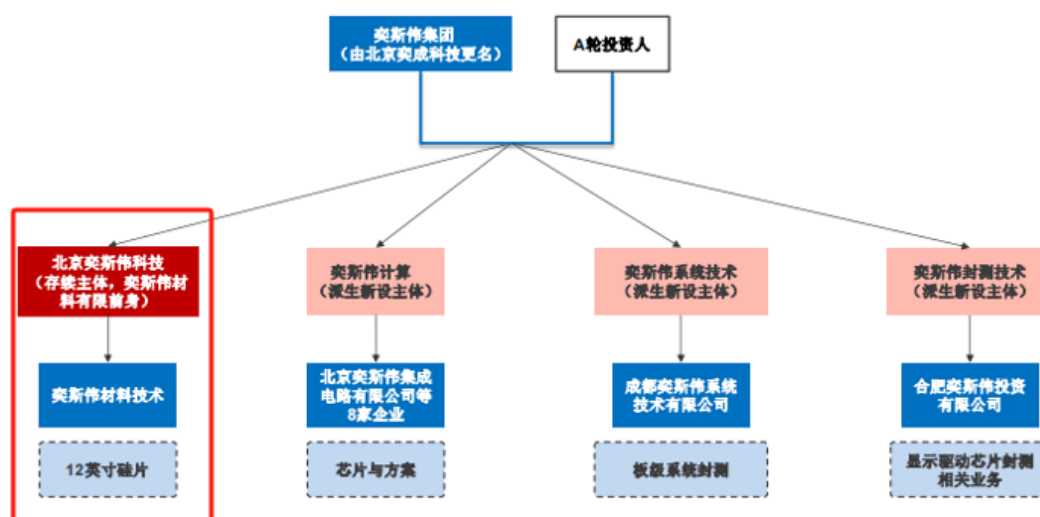 奕斯伟集团
（由北京奕成科技更名）
A轮投资人
北京奕斯伟科技
（存续主体，奕斯伟材
料有限前身）
奕斯伟计算
（派生新设主体）
奕斯伟系统技术
（派生新设主体）
奕斯伟封测技术
（派生新设主体）
奕斯伟材料技术
北京奕斯伟集成
电路有限公司等
8家企业
成都奕斯伟系统
技术有限公司
合肥奕斯伟投资
有限公司
12英寸硅片
芯片与方案
板级系统封测
显示驱动芯片封测
相关业务